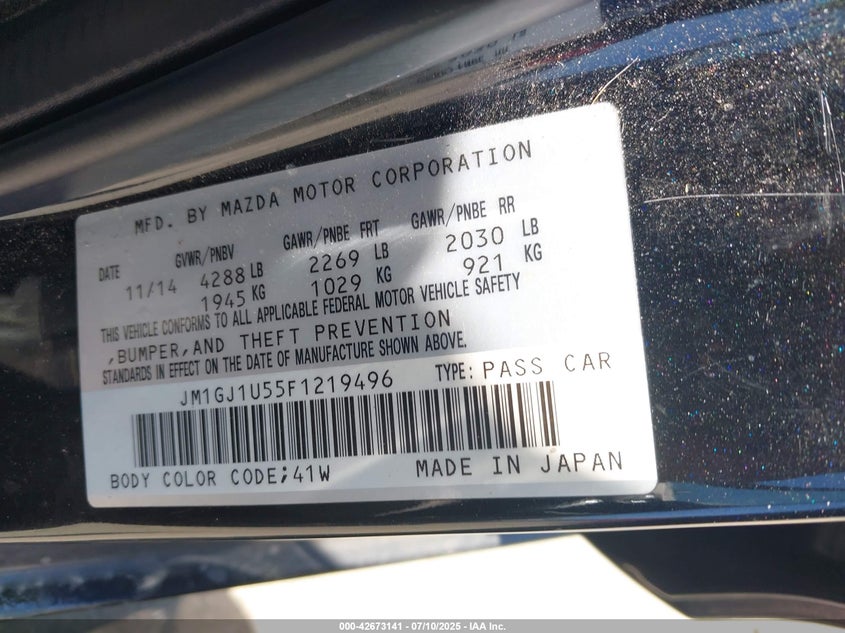 MFD. BY MAZDA MOTOR CORPORATION
DATE GVWR/PNBV GAWR/PNBE FRT GAWR/PNBE RR
11/14 4288 LB 2269 LB 2030 LB
1945 KG 1029 KG 921 KG
THIS VEHICLE CONFORMS TO ALL APPLICABLE FEDERAL MOTOR VEHICLE SAFETY
,BUMPER,AND THEFT PREVENTION
STANDARDS IN EFFECT ON THE DATE OF MANUFACTURE SHOWN ABOVE.
JM1GJ1U55F1219496 TYPE: PASS CAR
BODY COLOR CODE;41W MADE IN JAPAN
000-42673141 - 07/10/2025 - IAA Inc.